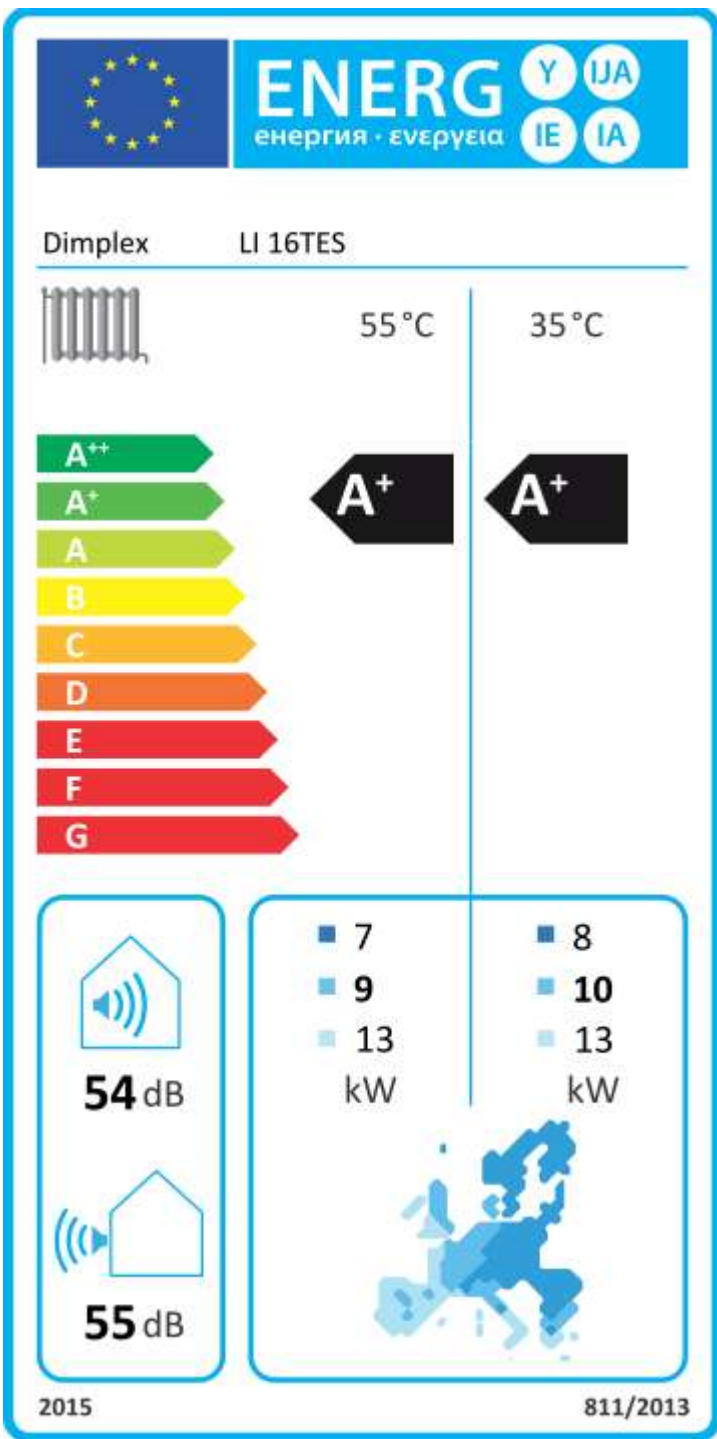 ENERG Y IJA
енергия · ενεργεια IE IA
Dimplex LI 16TES
55 °C 35 °C
A++
A+ A+ A+
A
B
C
D
E
F
G
7 8
9 10
13 13
kW kW
54 dB
55 dB
2015 811/2013